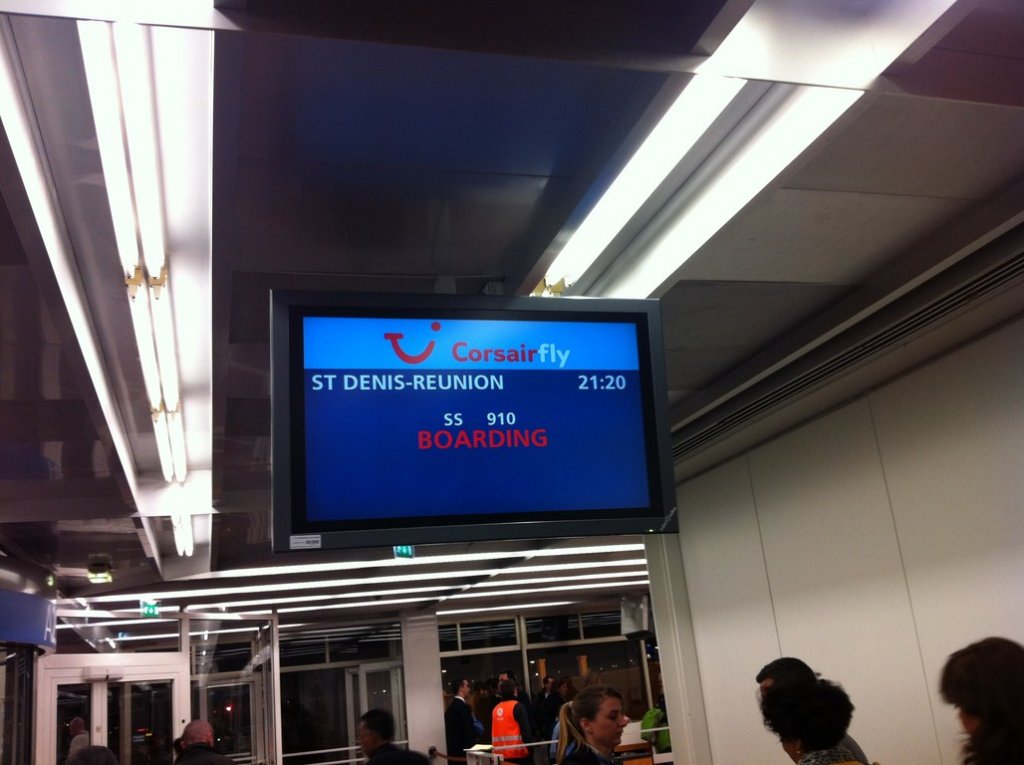 Corsairfly
ST DENIS-REUNION 21:20
SS 910
BOARDING